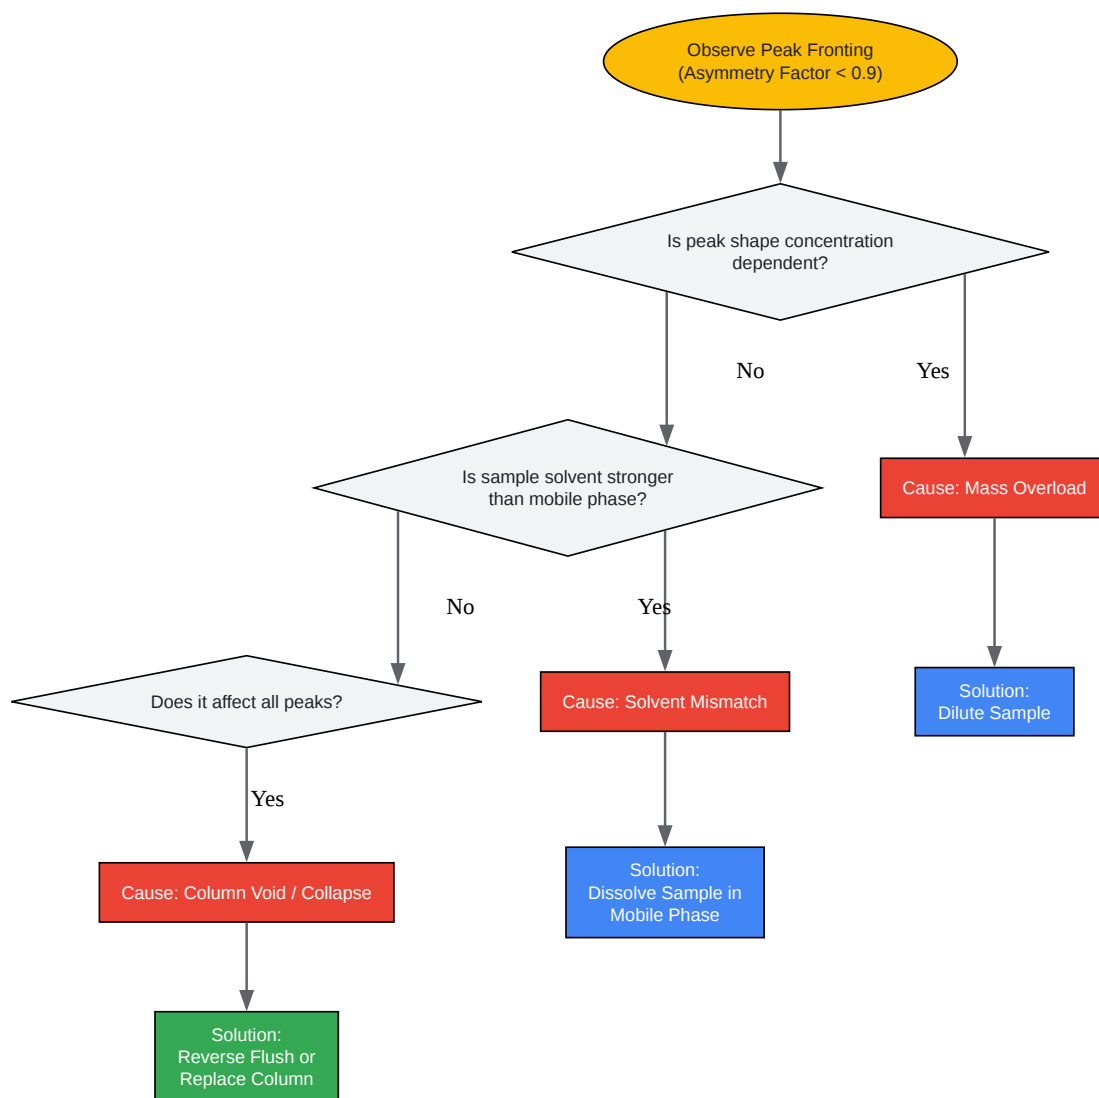 Observe Peak Fronting
(Asymmetry Factor < 0.9)
Is peak shape concentration
dependent?
No
Yes
Is sample solvent stronger
than mobile phase?
Cause: Mass Overload
No
Yes
Does it affect all peaks?
Cause: Solvent Mismatch
Solution:
Dilute Sample
Yes
Cause: Column Void / Collapse
Solution:
Dissolve Sample in
Mobile Phase
Solution:
Reverse Flush or
Replace Column